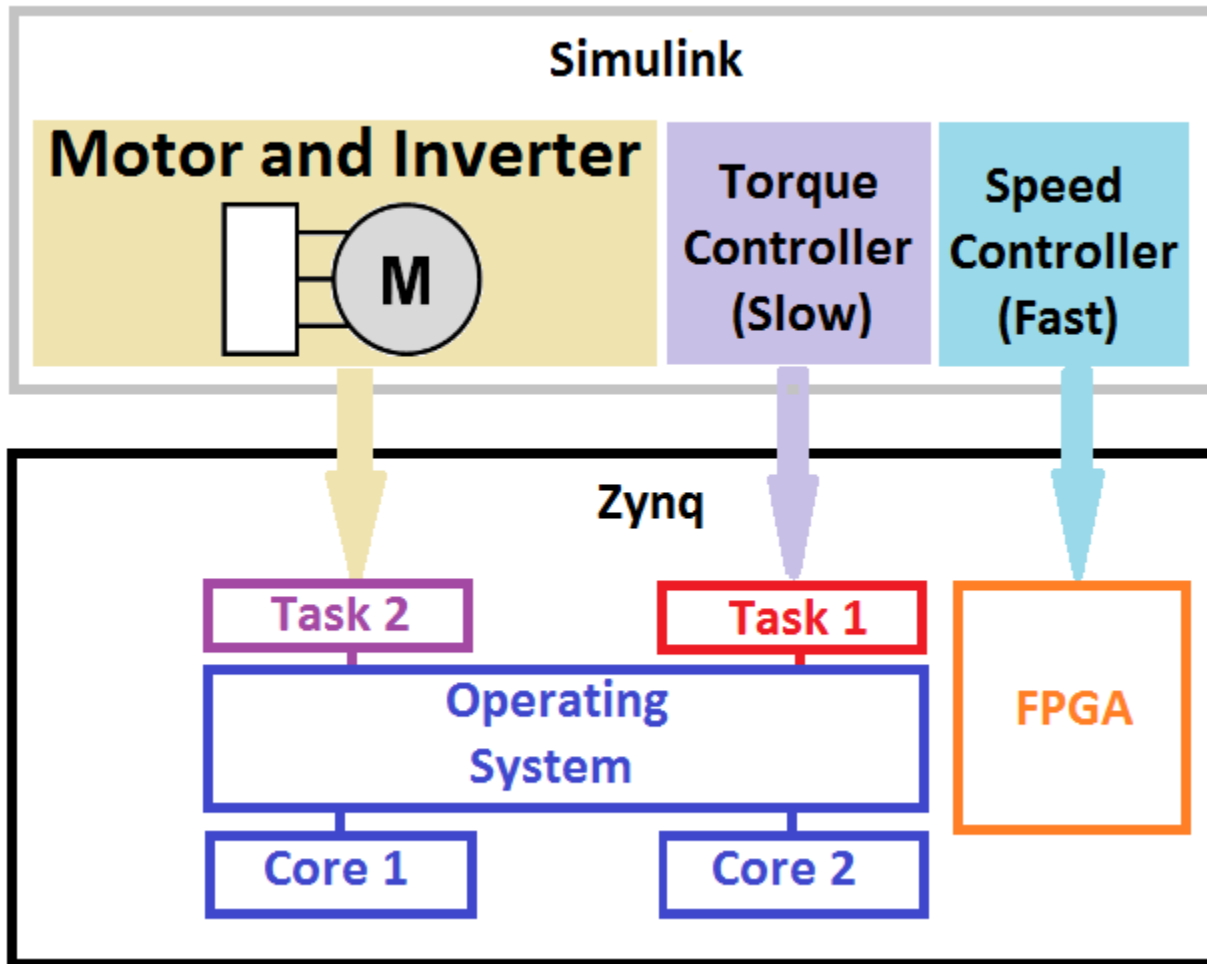 Simulink
Motor and Inverter
M
Torque
Controller
(Slow)
Speed
Controller
(Fast)
Zynq
Task 2
Task 1
Operating
System
FPGA
Core 1
Core 2